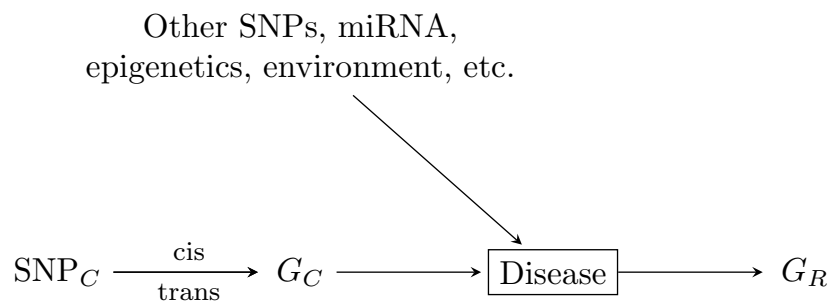 Other SNPs, miRNA,
epigenetics, environment, etc.
cis
SNP_C
G_C
Disease
G_R
trans